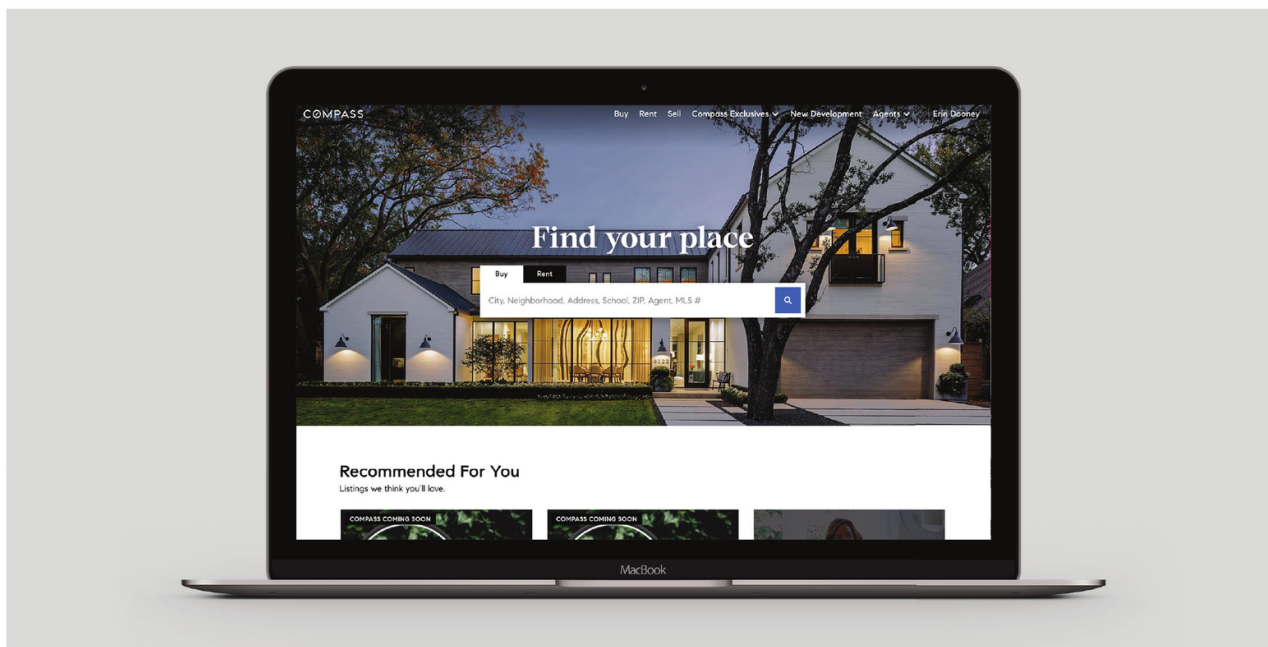 COMPASS
Buy Rent Sell Compass Exclusives New Development Agents Erin Dooney
Find your place
Buy Rent
City, Neighborhood, Address, School, ZIP, Agent, MLS #
Recommended For You
Listings we think you'll love.
COMPASS COMING SOON COMPASS COMING SOON
MacBook